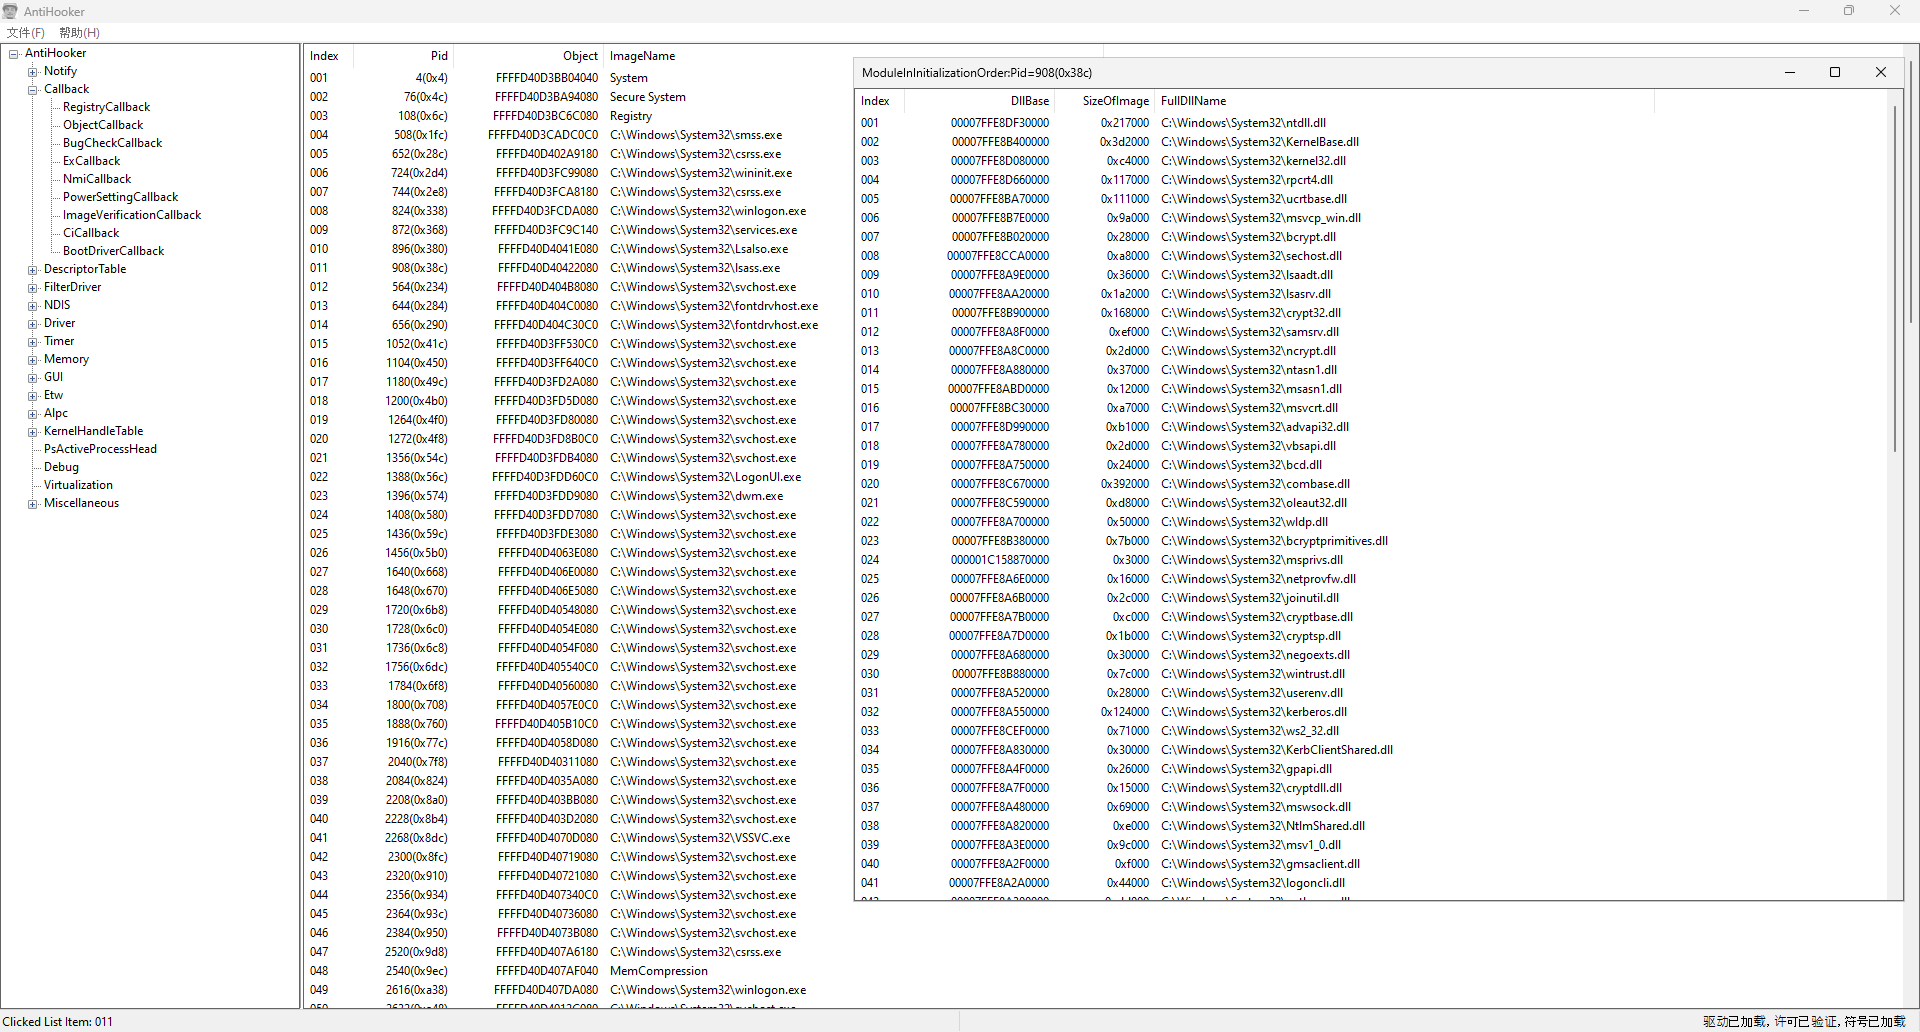 AntiHooker
文件(F) 帮助(H)
AntiHooker
Notify
Callback
RegistryCallback
ObjectCallback
BugCheckCallback
ExCallback
NmiCallback
PowerSettingCallback
ImageVerificationCallback
CiCallback
BootDriverCallback
DescriptorTable
FilterDriver
NDIS
Driver
Timer
Memory
GUI
Etw
Alpc
KernelHandleTable
PsActiveProcessHead
Debug
Virtualization
Miscellaneous
Index Pid Object ImageName
001 4(0x4) FFFFD40D3BB04040 System
002 76(0x4c) FFFFD40D3BA94080 Secure System
003 108(0x6c) FFFFD40D3BC6C080 Registry
004 508(0x1fc) FFFFD40D3CADC0C0 C:\Windows\System32\smss.exe
005 652(0x28c) FFFFD40D402A9180 C:\Windows\System32\csrss.exe
006 724(0x2d4) FFFFD40D3FC99080 C:\Windows\System32\wininit.exe
007 744(0x2e8) FFFFD40D3FCA8180 C:\Windows\System32\csrss.exe
008 824(0x338) FFFFD40D3FCDA080 C:\Windows\System32\winlogon.exe
009 872(0x368) FFFFD40D3FC9C140 C:\Windows\System32\services.exe
010 896(0x380) FFFFD40D4041E080 C:\Windows\System32\LsaIso.exe
011 908(0x38c) FFFFD40D40422080 C:\Windows\System32\lsass.exe
012 564(0x234) FFFFD40D404B8080 C:\Windows\System32\svchost.exe
013 644(0x284) FFFFD40D404C0080 C:\Windows\System32\fontdrvhost.exe
014 656(0x290) FFFFD40D404C30C0 C:\Windows\System32\fontdrvhost.exe
015 1052(0x41c) FFFFD40D3FF530C0 C:\Windows\System32\svchost.exe
016 1104(0x450) FFFFD40D3FF640C0 C:\Windows\System32\svchost.exe
017 1180(0x49c) FFFFD40D3FD2A080 C:\Windows\System32\svchost.exe
018 1200(0x4b0) FFFFD40D3FD5D080 C:\Windows\System32\svchost.exe
019 1264(0x4f0) FFFFD40D3FD80080 C:\Windows\System32\svchost.exe
020 1272(0x4f8) FFFFD40D3FD8B0C0 C:\Windows\System32\svchost.exe
021 1356(0x54c) FFFFD40D3FDB4080 C:\Windows\System32\svchost.exe
022 1388(0x56c) FFFFD40D3FDD60C0 C:\Windows\System32\LogonUI.exe
023 1396(0x574) FFFFD40D3FDD9080 C:\Windows\System32\dwm.exe
024 1408(0x580) FFFFD40D3FDD7080 C:\Windows\System32\svchost.exe
025 1436(0x59c) FFFFD40D3FDE3080 C:\Windows\System32\svchost.exe
026 1456(0x5b0) FFFFD40D4063E080 C:\Windows\System32\svchost.exe
027 1640(0x668) FFFFD40D406E0080 C:\Windows\System32\svchost.exe
028 1648(0x670) FFFFD40D406E5080 C:\Windows\System32\svchost.exe
029 1720(0x6b8) FFFFD40D40548080 C:\Windows\System32\svchost.exe
030 1728(0x6c0) FFFFD40D4054E080 C:\Windows\System32\svchost.exe
031 1736(0x6c8) FFFFD40D4054F080 C:\Windows\System32\svchost.exe
032 1756(0x6dc) FFFFD40D405540C0 C:\Windows\System32\svchost.exe
033 1784(0x6f8) FFFFD40D40560080 C:\Windows\System32\svchost.exe
034 1800(0x708) FFFFD40D4057E0C0 C:\Windows\System32\svchost.exe
035 1888(0x760) FFFFD40D405B10C0 C:\Windows\System32\svchost.exe
036 1916(0x77c) FFFFD40D4058D080 C:\Windows\System32\svchost.exe
037 2040(0x7f8) FFFFD40D40311080 C:\Windows\System32\svchost.exe
038 2084(0x824) FFFFD40D4035A080 C:\Windows\System32\svchost.exe
039 2208(0x8a0) FFFFD40D403BB080 C:\Windows\System32\svchost.exe
040 2228(0x8b4) FFFFD40D403D2080 C:\Windows\System32\svchost.exe
041 2268(0x8dc) FFFFD40D4070D080 C:\Windows\System32\VSSVC.exe
042 2300(0x8fc) FFFFD40D40719080 C:\Windows\System32\svchost.exe
043 2320(0x910) FFFFD40D40721080 C:\Windows\System32\svchost.exe
044 2356(0x934) FFFFD40D407340C0 C:\Windows\System32\svchost.exe
045 2364(0x93c) FFFFD40D40736080 C:\Windows\System32\svchost.exe
046 2384(0x950) FFFFD40D4073B080 C:\Windows\System32\svchost.exe
047 2520(0x9d8) FFFFD40D407A6180 C:\Windows\System32\csrss.exe
048 2540(0x9ec) FFFFD40D407AF040 MemCompression
049 2616(0xa38) FFFFD40D407DA080 C:\Windows\System32\winlogon.exe
ModuleInInitializationOrder:Pid=908(0x38c)
Index DllBase SizeOfImage FullDllName
001 00007FFE8DF30000 0x217000 C:\Windows\System32\ntdll.dll
002 00007FFE8B400000 0x3d2000 C:\Windows\System32\KernelBase.dll
003 00007FFE8D080000 0xc4000 C:\Windows\System32\kernel32.dll
004 00007FFE8D660000 0x117000 C:\Windows\System32\rpcrt4.dll
005 00007FFE8BA70000 0x111000 C:\Windows\System32\ucrtbase.dll
006 00007FFE8B7E0000 0x9a000 C:\Windows\System32\msvcp_win.dll
007 00007FFE8B020000 0x28000 C:\Windows\System32\bcrypt.dll
008 00007FFE8CCA0000 0xa8000 C:\Windows\System32\sechost.dll
009 00007FFE8A9E0000 0x36000 C:\Windows\System32\lsaadt.dll
010 00007FFE8AA20000 0x1a2000 C:\Windows\System32\lsasrv.dll
011 00007FFE8B900000 0x168000 C:\Windows\System32\crypt32.dll
012 00007FFE8A8F0000 0xef000 C:\Windows\System32\samsrv.dll
013 00007FFE8A8C0000 0x2d000 C:\Windows\System32\ncrypt.dll
014 00007FFE8A880000 0x37000 C:\Windows\System32\ntasn1.dll
015 00007FFE8ABD0000 0x12000 C:\Windows\System32\msasn1.dll
016 00007FFE8BC30000 0xa7000 C:\Windows\System32\msvcrt.dll
017 00007FFE8D990000 0xb1000 C:\Windows\System32\advapi32.dll
018 00007FFE8A780000 0x2d000 C:\Windows\System32\vbsapi.dll
019 00007FFE8A750000 0x24000 C:\Windows\System32\bcd.dll
020 00007FFE8C670000 0x392000 C:\Windows\System32\combase.dll
021 00007FFE8C590000 0xd8000 C:\Windows\System32\oleaut32.dll
022 00007FFE8A700000 0x50000 C:\Windows\System32\wldp.dll
023 00007FFE8B380000 0x7b000 C:\Windows\System32\bcryptprimitives.dll
024 000001C158870000 0x3000 C:\Windows\System32\msprivs.dll
025 00007FFE8A6E0000 0x16000 C:\Windows\System32\netprovfw.dll
026 00007FFE8A6B0000 0x2c000 C:\Windows\System32\joinutil.dll
027 00007FFE8A7B0000 0xc000 C:\Windows\System32\cryptbase.dll
028 00007FFE8A7D0000 0x1b000 C:\Windows\System32\cryptsp.dll
029 00007FFE8A680000 0x30000 C:\Windows\System32\negoexts.dll
030 00007FFE8B880000 0x7c000 C:\Windows\System32\wintrust.dll
031 00007FFE8A520000 0x28000 C:\Windows\System32\userenv.dll
032 00007FFE8A550000 0x124000 C:\Windows\System32\kerberos.dll
033 00007FFE8CEF0000 0x71000 C:\Windows\System32\ws2_32.dll
034 00007FFE8A830000 0x30000 C:\Windows\System32\KerbClientShared.dll
035 00007FFE8A4F0000 0x26000 C:\Windows\System32\gpapi.dll
036 00007FFE8A7F0000 0x15000 C:\Windows\System32\cryptdll.dll
037 00007FFE8A480000 0x69000 C:\Windows\System32\mswsock.dll
038 00007FFE8A820000 0xe000 C:\Windows\System32\NtlmShared.dll
039 00007FFE8A3E0000 0x9c000 C:\Windows\System32\msv1_0.dll
040 00007FFE8A2F0000 0xf000 C:\Windows\System32\gmsaclient.dll
041 00007FFE8A2A0000 0x44000 C:\Windows\System32\logoncli.dll
Clicked List Item: 011
驱动已加载, 许可已验证, 符号已加载